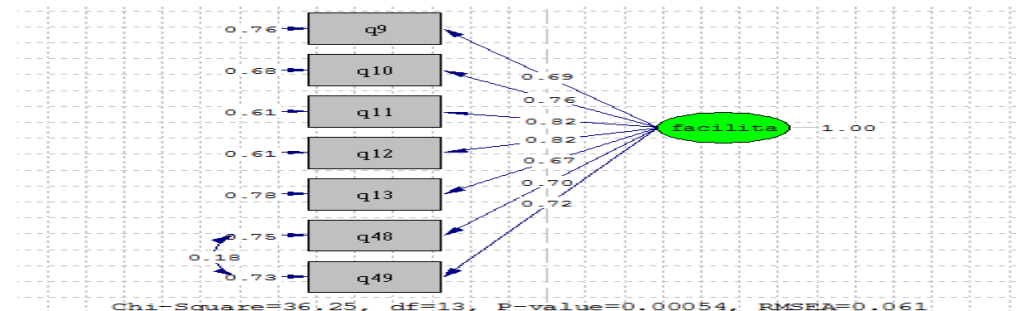 0.76 q9
0.68 q10 0.69
0.76
0.61 q11 0.82
facilita 1.00
0.82
0.61 q12
0.67
0.78 q13 0.70
0.72
0.75 q48
0.18
0.73 q49
Chi-Square=36.25, df=13, P-value=0.00054, RMSEA=0.061